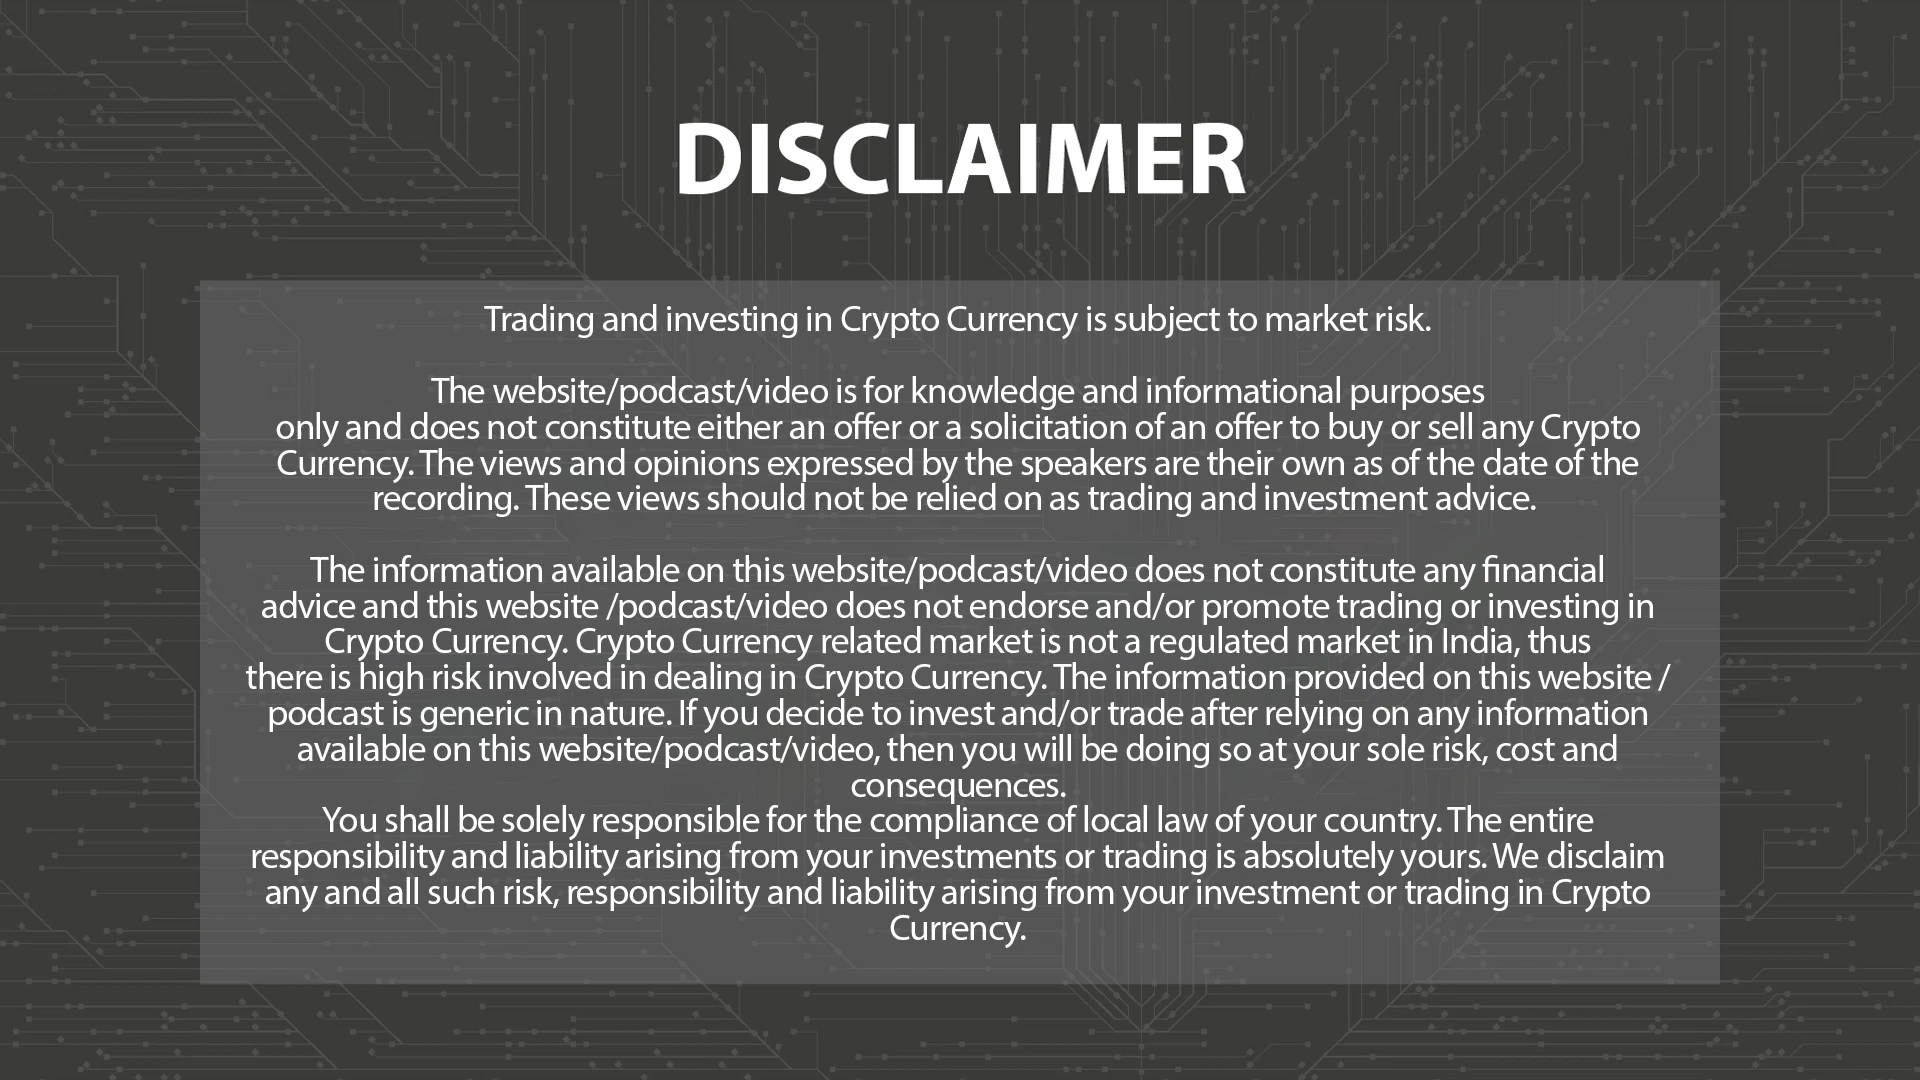 DISCLAIMER
Trading and investing in Crypto Currency is subject to market risk.
The website/podcast/video is for knowledge and informational purposes
only and does not constitute either an offer or a solicitation of an offer to buy or sell any Crypto
Currency. The views and opinions expressed by the speakers are their own as of the date of the
recording. These views should not be relied on as trading and investment advice.
The information available on this website/podcast/video does not constitute any financial
advice and this website /podcast/video does not endorse and/or promote trading or investing in
Crypto Currency. Crypto Currency related market is not a regulated market in India, thus
there is high risk involved in dealing in Crypto Currency. The information provided on this website /
podcast is generic in nature. If you decide to invest and/or trade after relying on any information
available on this website/podcast/video, then you will be doing so at your sole risk, cost and
consequences.
You shall be solely responsible for the compliance of local law of your country. The entire
responsibility and liability arising from your investments or trading is absolutely yours. We disclaim
any and all such risk, responsibility and liability arising from your investment or trading in Crypto
Currency.